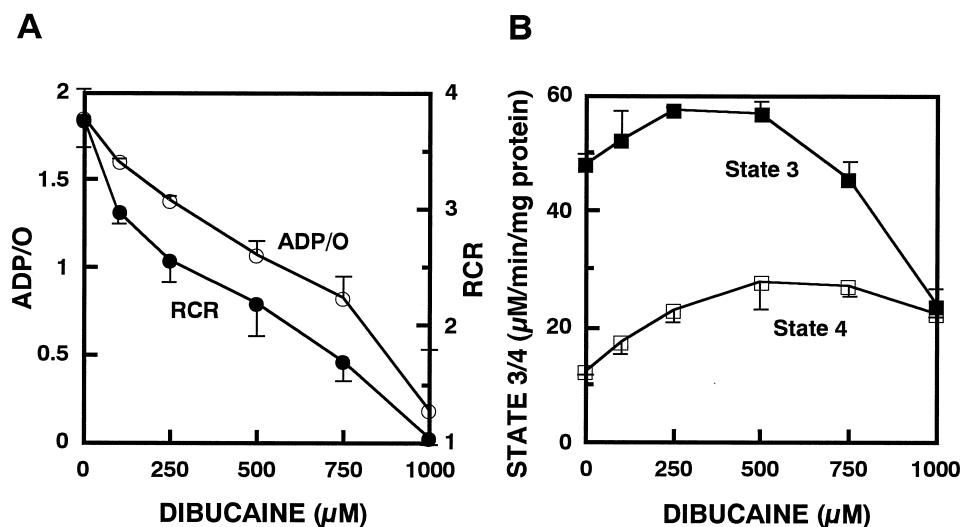 A
B
2
1.5
1
0.5
0
ADP/O
4
3
2
1
RCR
ADP/O
RCR
0
250
500
750
1000
DIBUCAINE (µM)
60
40
20
0
STATE 3/4 (µM/min/mg protein)
State 3
State 4
0
250
500
750
1000
DIBUCAINE (µM)